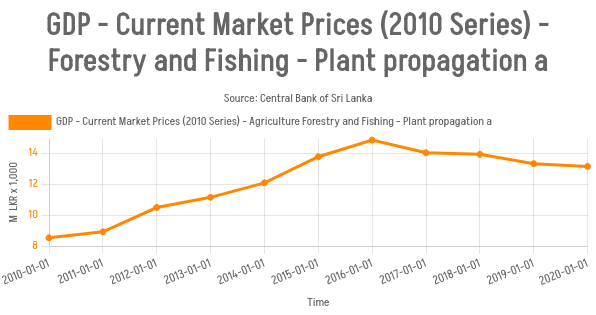 GDP - Current Market Prices (2010 Series) -
Forestry and Fishing - Plant propagation a
Source: Central Bank of Sri Lanka
GDP - Current Market Prices (2010 Series) - Agriculture Forestry and Fishing - Plant propagation a
M LKR x 1,000
14
12
10
8
2010-01-01
2011-01-01
2012-01-01
2013-01-01
2014-01-01
2015-01-01
2016-01-01
2017-01-01
2018-01-01
2019-01-01
2020-01-01
Time